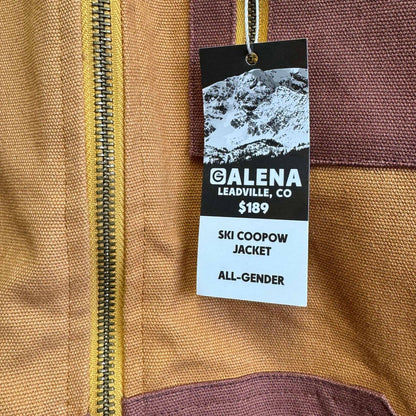 GALENA
LEADVILLE, CO
$189
SKI COOPOW
JACKET
ALL-GENDER